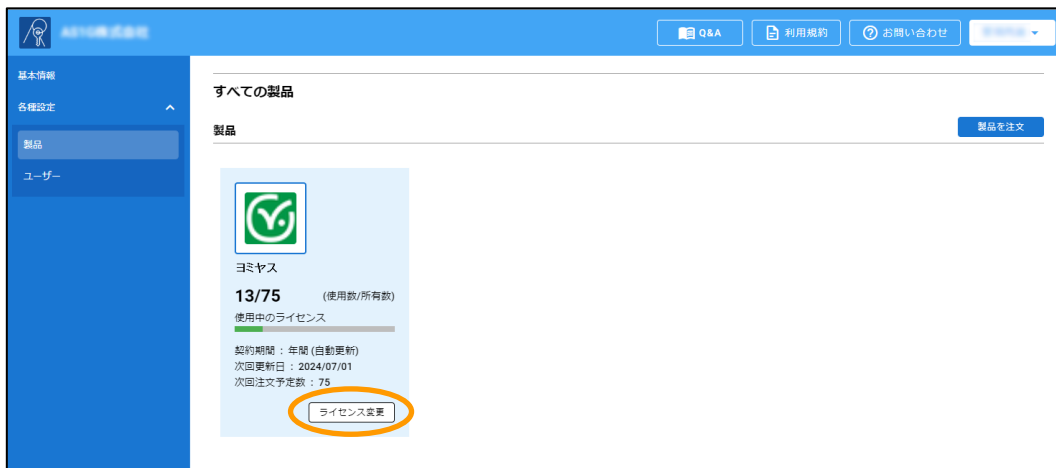 Q&A
利用規約
お問い合わせ
基本情報
各種設定
製品
ユーザー
すべての製品
製品
製品を注文
ヨミヤス
13/75 (使用数/所有数)
使用中のライセンス
契約期間 : 年間 (自動更新)
次回更新日 : 2024/07/01
次回注文予定数 : 75
ライセンス変更